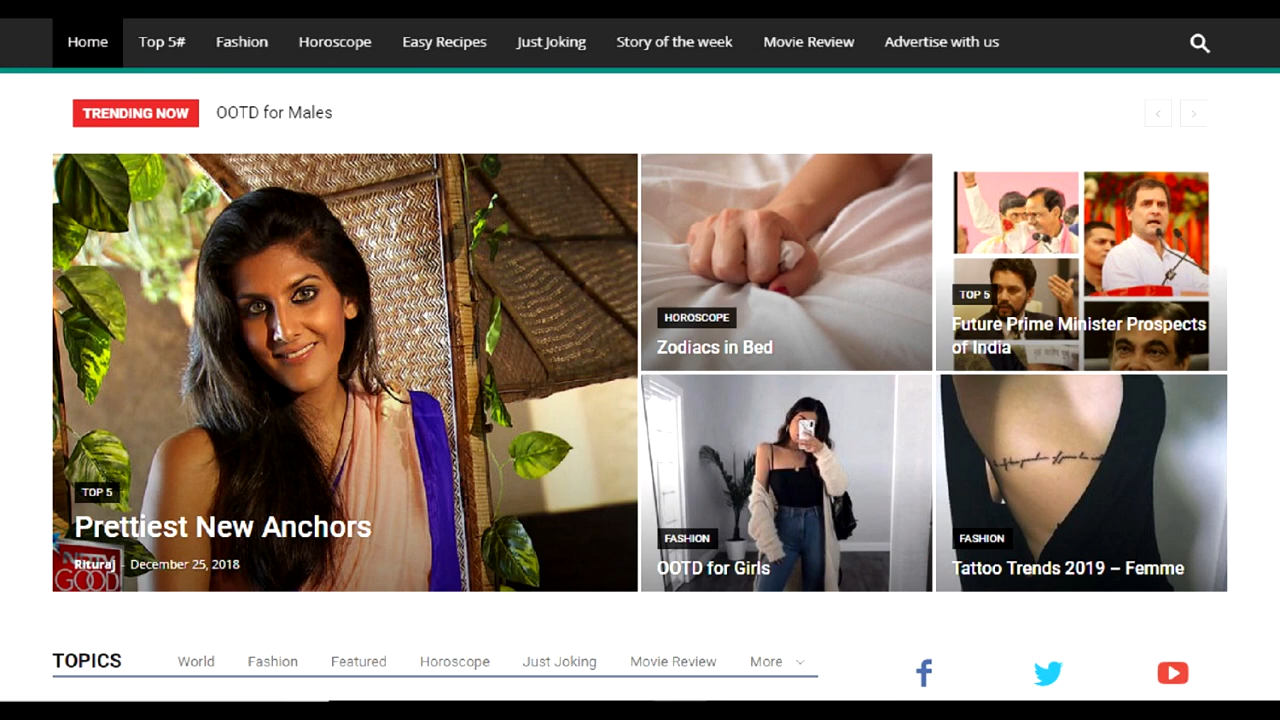 Home Top 5# Fashion Horoscope Easy Recipes Just Joking Story of the week Movie Review Advertise with us
TRENDING NOW OOTD for Males
TOP 5
Prettiest New Anchors
Rituraj - December 25, 2018
NDTV
GOOD
HOROSCOPE
Zodiacs in Bed
TOP 5
Future Prime Minister Prospects
of India
FASHION
OOTD for Girls
FASHION
Tattoo Trends 2019 – Femme
TOPICS World Fashion Featured Horoscope Just Joking Movie Review More